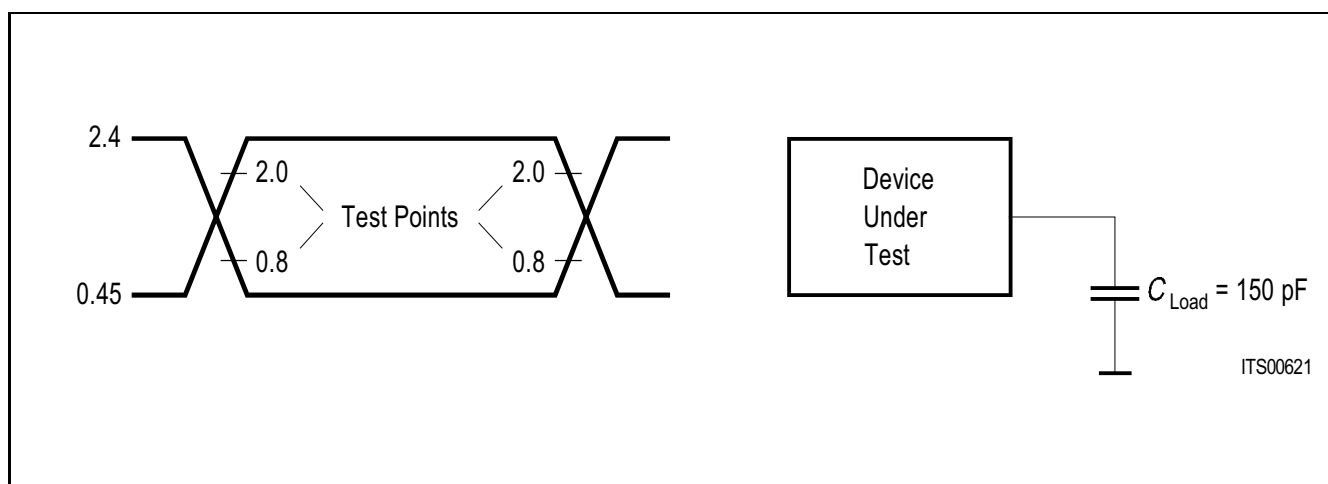 2.4
2.0
2.0
Test Points
0.8
0.8
0.45
Device
Under
Test
C Load = 150 pF
ITS00621